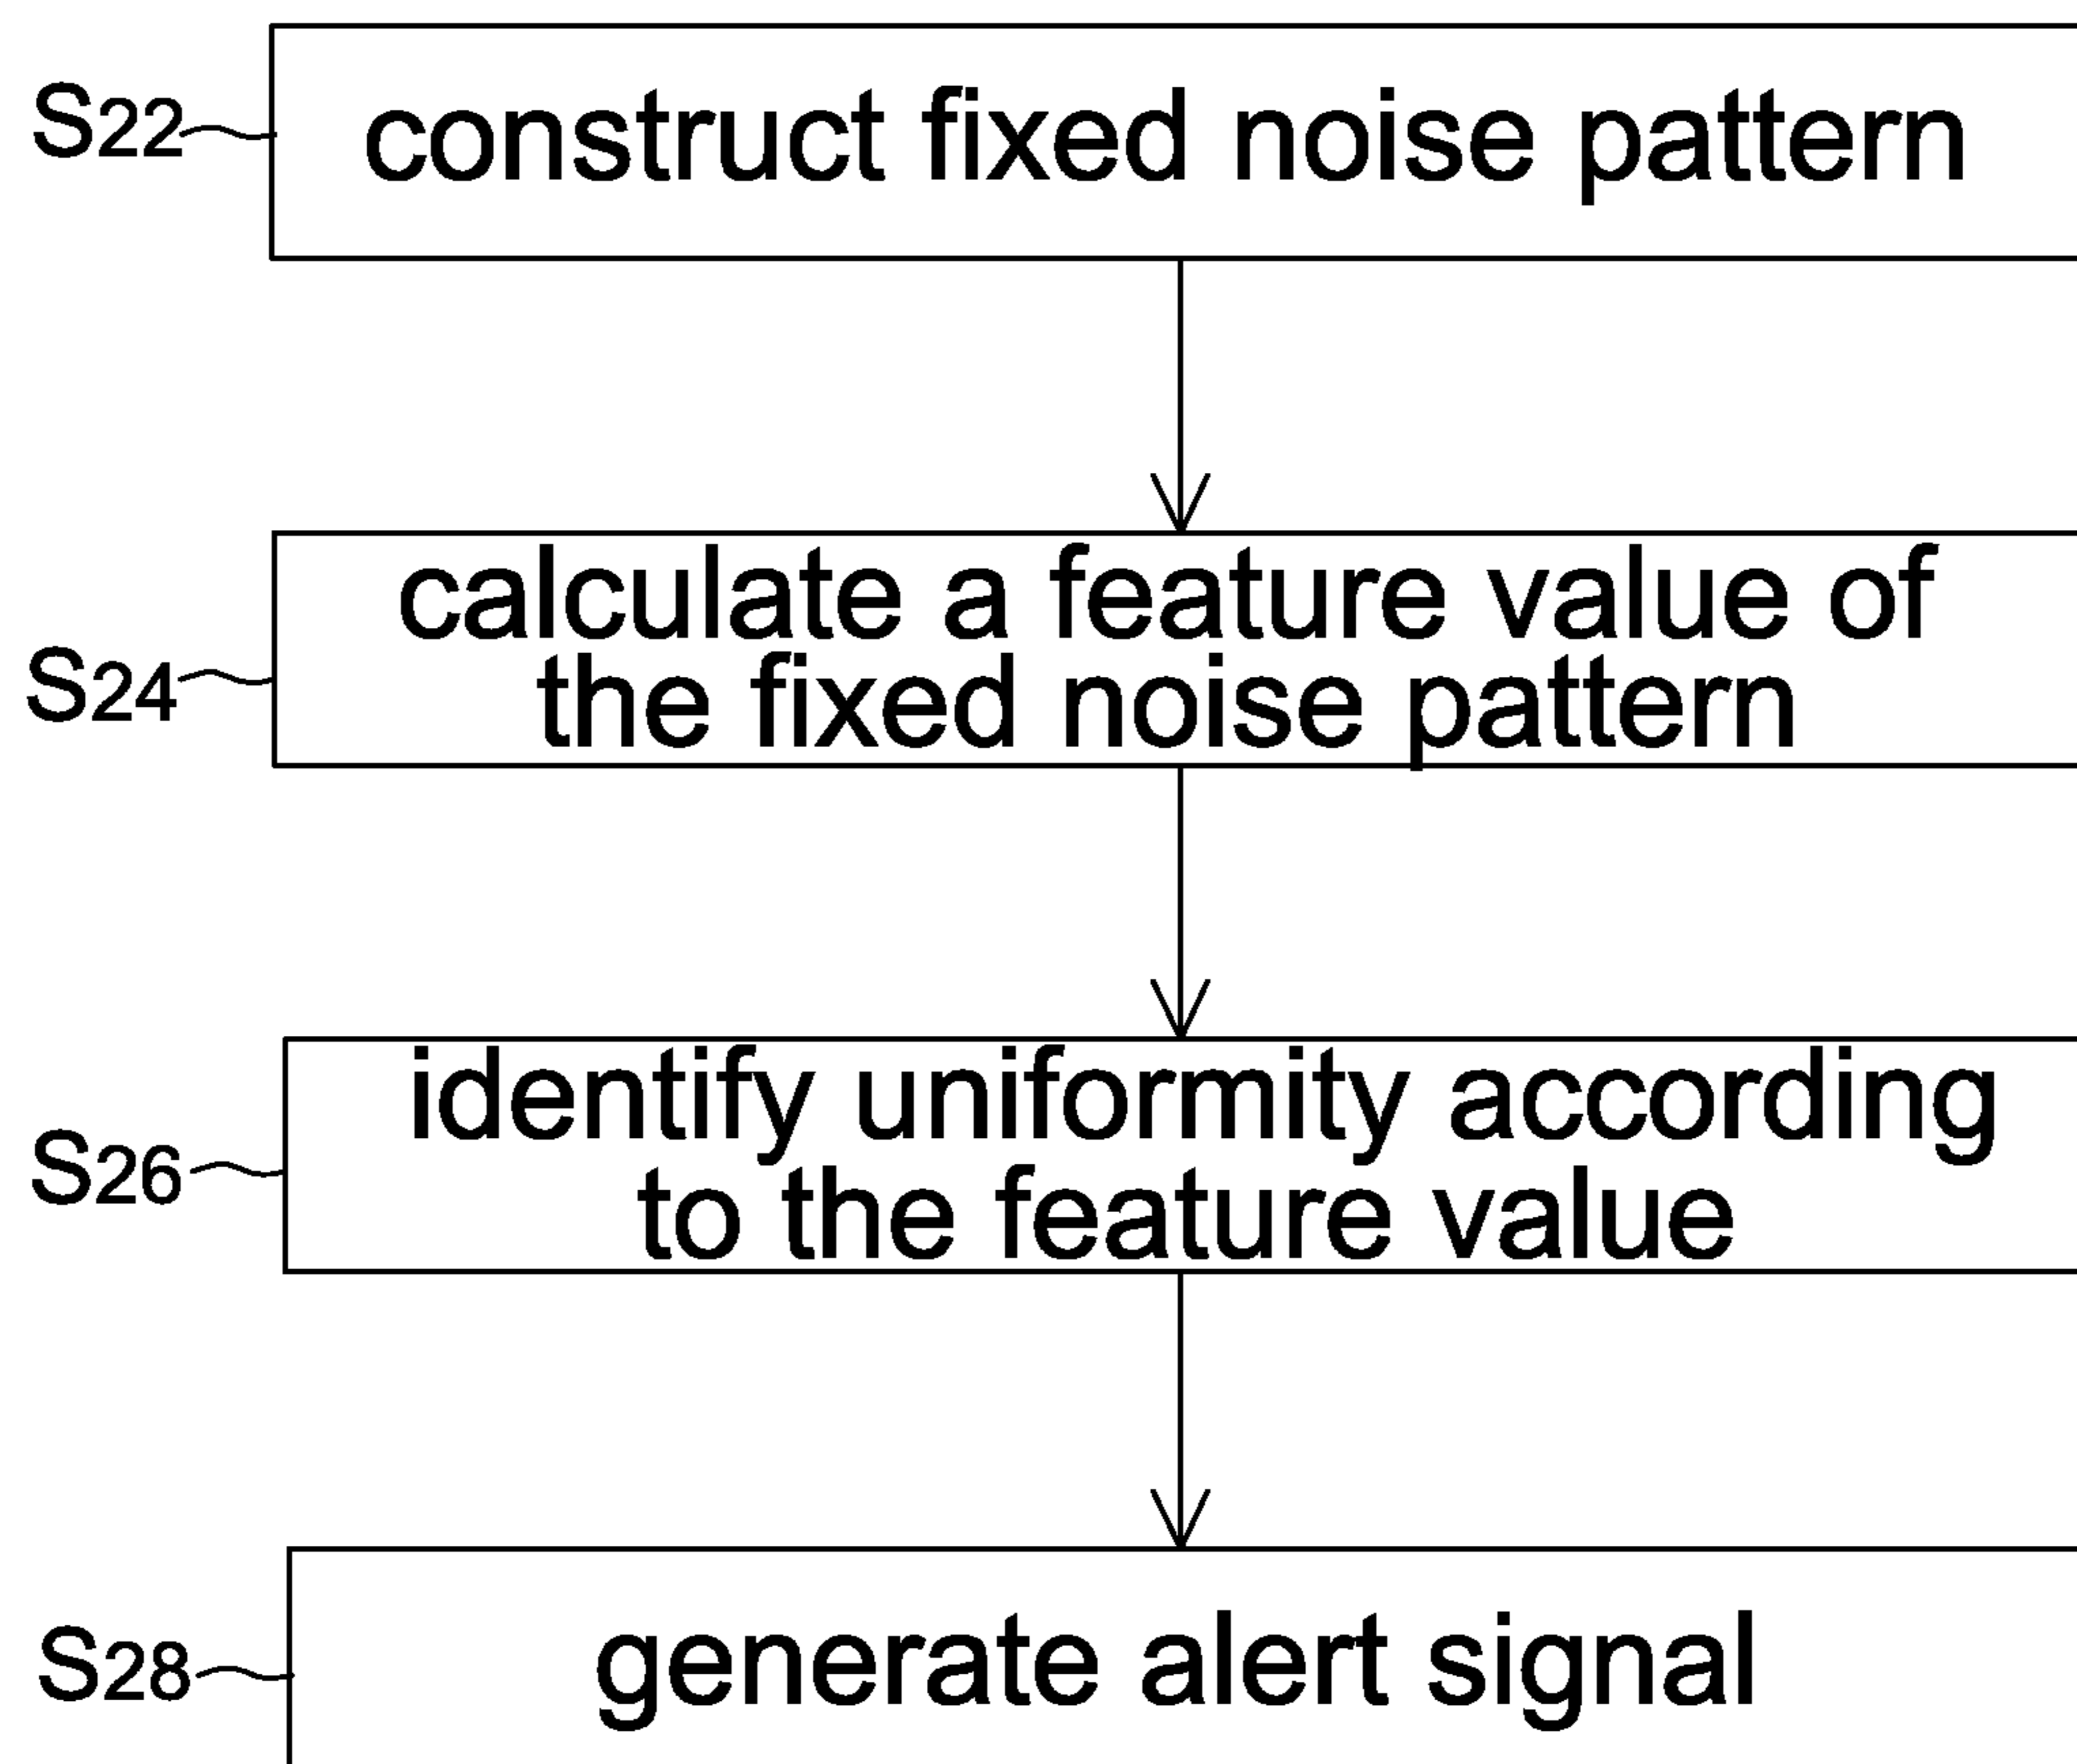 S22 construct fixed noise pattern
calculate a feature value of
S24 the fixed noise pattern
identify uniformity according
S26 to the feature value
S28 generate alert signal